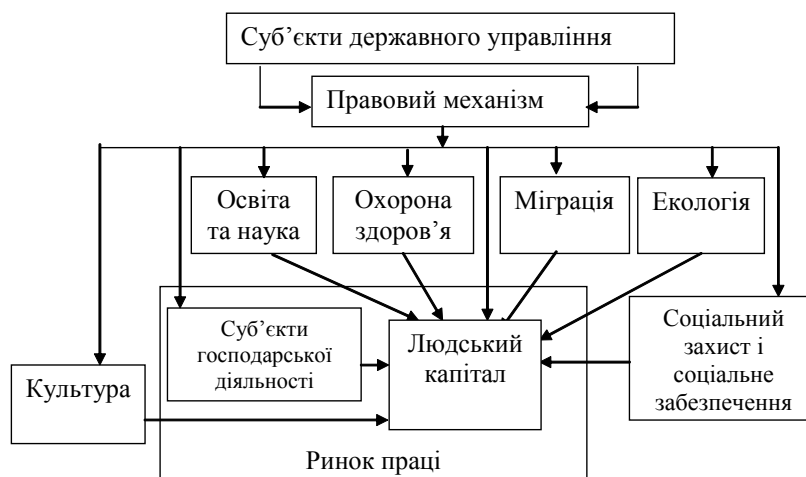 Суб’єкти державного управління
Правовий механізм
Освіта
та наука
Охорона
здоров’я
Міграція
Екологія
Суб’єкти
господарської
діяльності
Людський
капітал
Соціальний
захист і
соціальне
забезпечення
Культура
Ринок праці